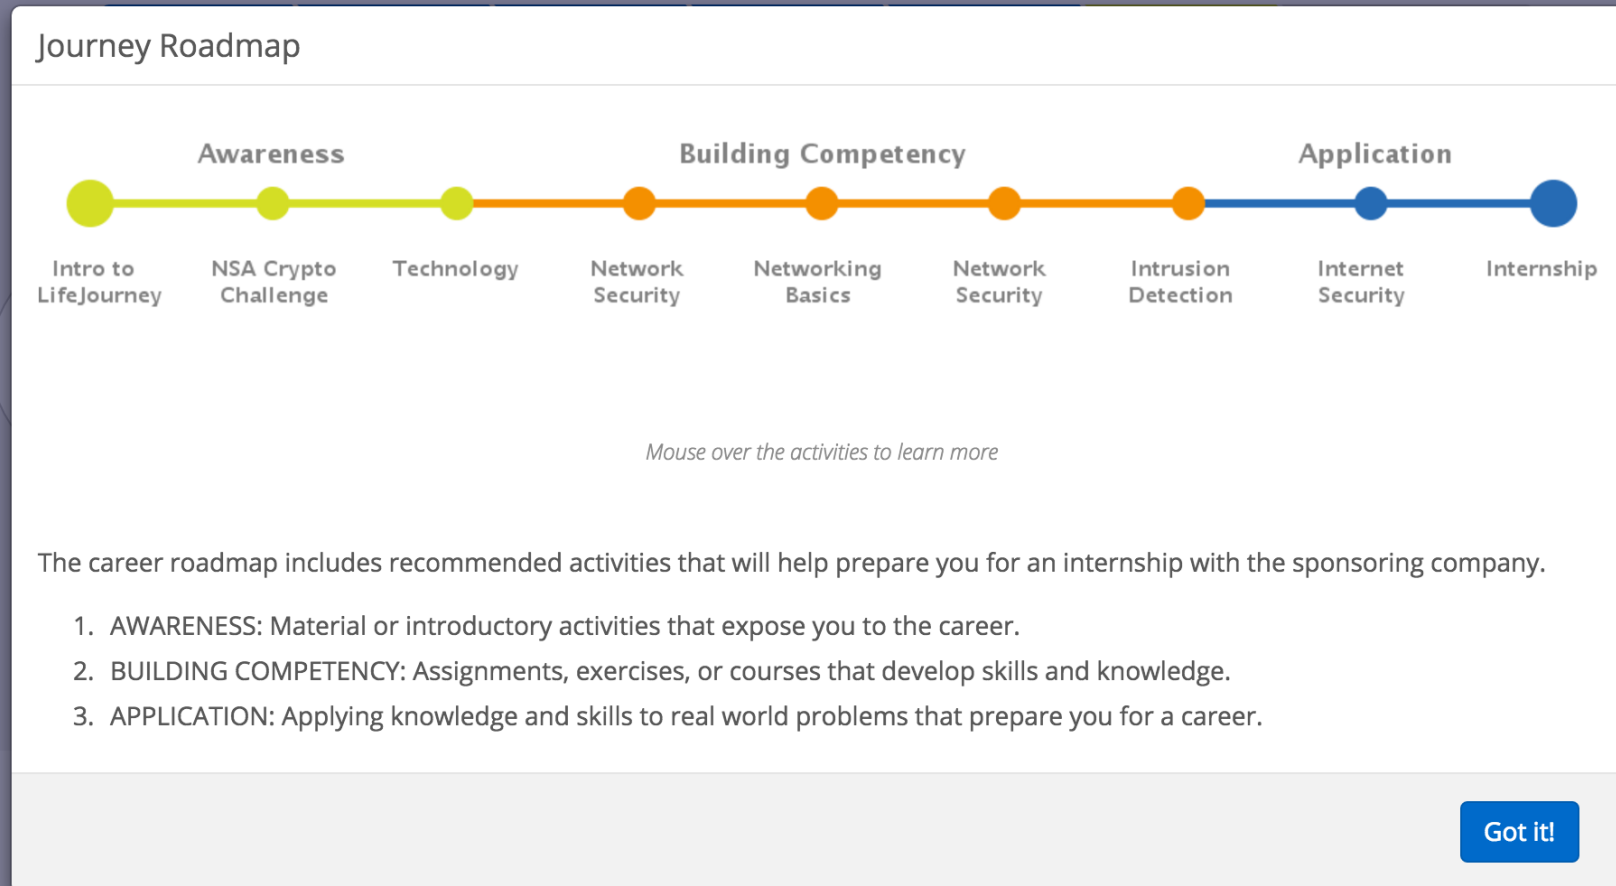 Journey Roadmap
Awareness
Building Competency
Application
Intro to
LifeJourney
NSA Crypto
Challenge
Technology
Network
Security
Networking
Basics
Network
Security
Intrusion
Detection
Internet
Security
Internship
Mouse over the activities to learn more
The career roadmap includes recommended activities that will help prepare you for an internship with the sponsoring company.
1. AWARENESS: Material or introductory activities that expose you to the career.
2. BUILDING COMPETENCY: Assignments, exercises, or courses that develop skills and knowledge.
3. APPLICATION: Applying knowledge and skills to real world problems that prepare you for a career.
Got it!